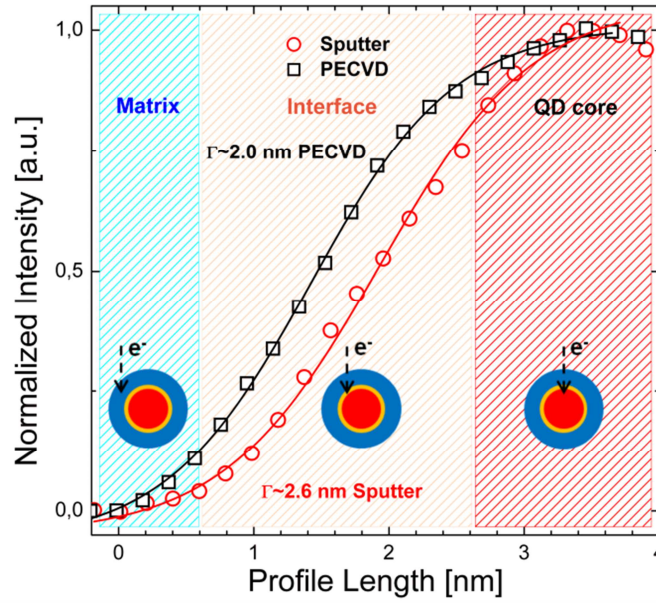 1,0
0,5
0,0
Normalized Intensity [a.u.]
Sputter
PECVD
Matrix
Interface
QD core
Γ~2.0 nm PECVD
e-
e-
e-
Γ~2.6 nm Sputter
0
1
2
3
4
Profile Length [nm]